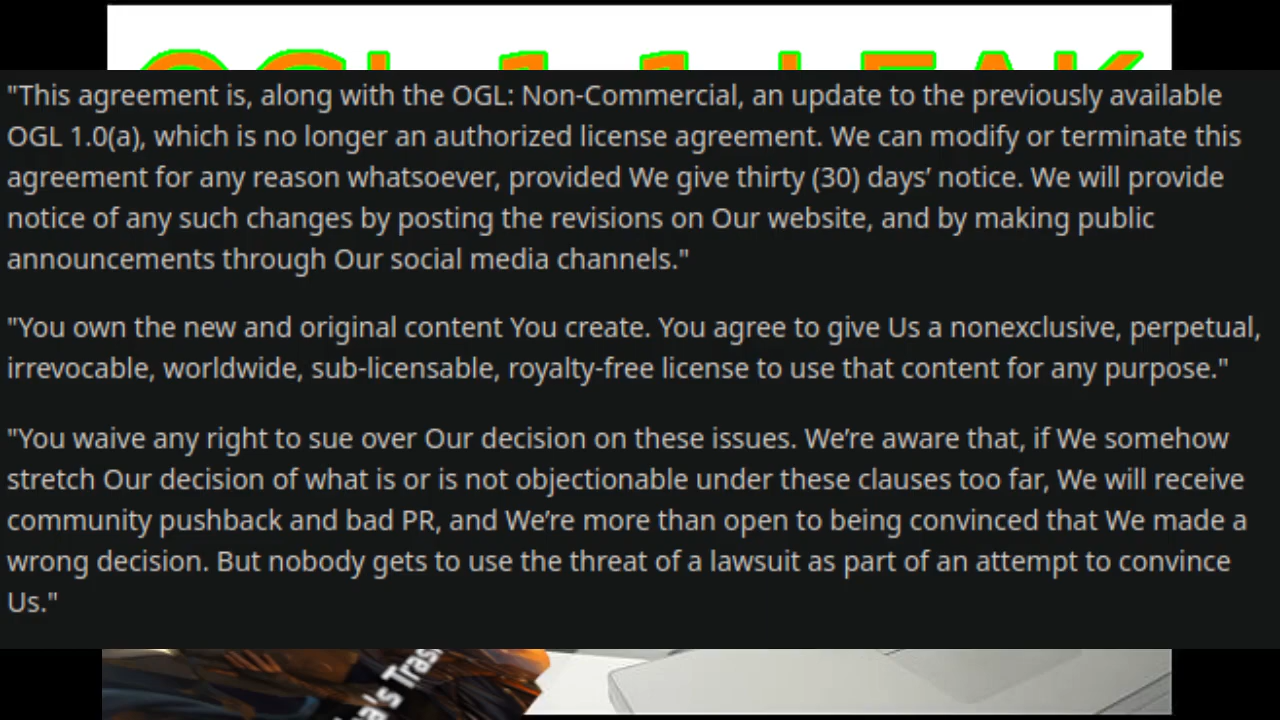 OGL 1.1 LEAK
"This agreement is, along with the OGL: Non-Commercial, an update to the previously available
OGL 1.0(a), which is no longer an authorized license agreement. We can modify or terminate this
agreement for any reason whatsoever, provided We give thirty (30) days’ notice. We will provide
notice of any such changes by posting the revisions on Our website, and by making public
announcements through Our social media channels."
"You own the new and original content You create. You agree to give Us a nonexclusive, perpetual,
irrevocable, worldwide, sub-licensable, royalty-free license to use that content for any purpose."
"You waive any right to sue over Our decision on these issues. We’re aware that, if We somehow
stretch Our decision of what is or is not objectionable under these clauses too far, We will receive
community pushback and bad PR, and We’re more than open to being convinced that We made a
wrong decision. But nobody gets to use the threat of a lawsuit as part of an attempt to convince
Us."